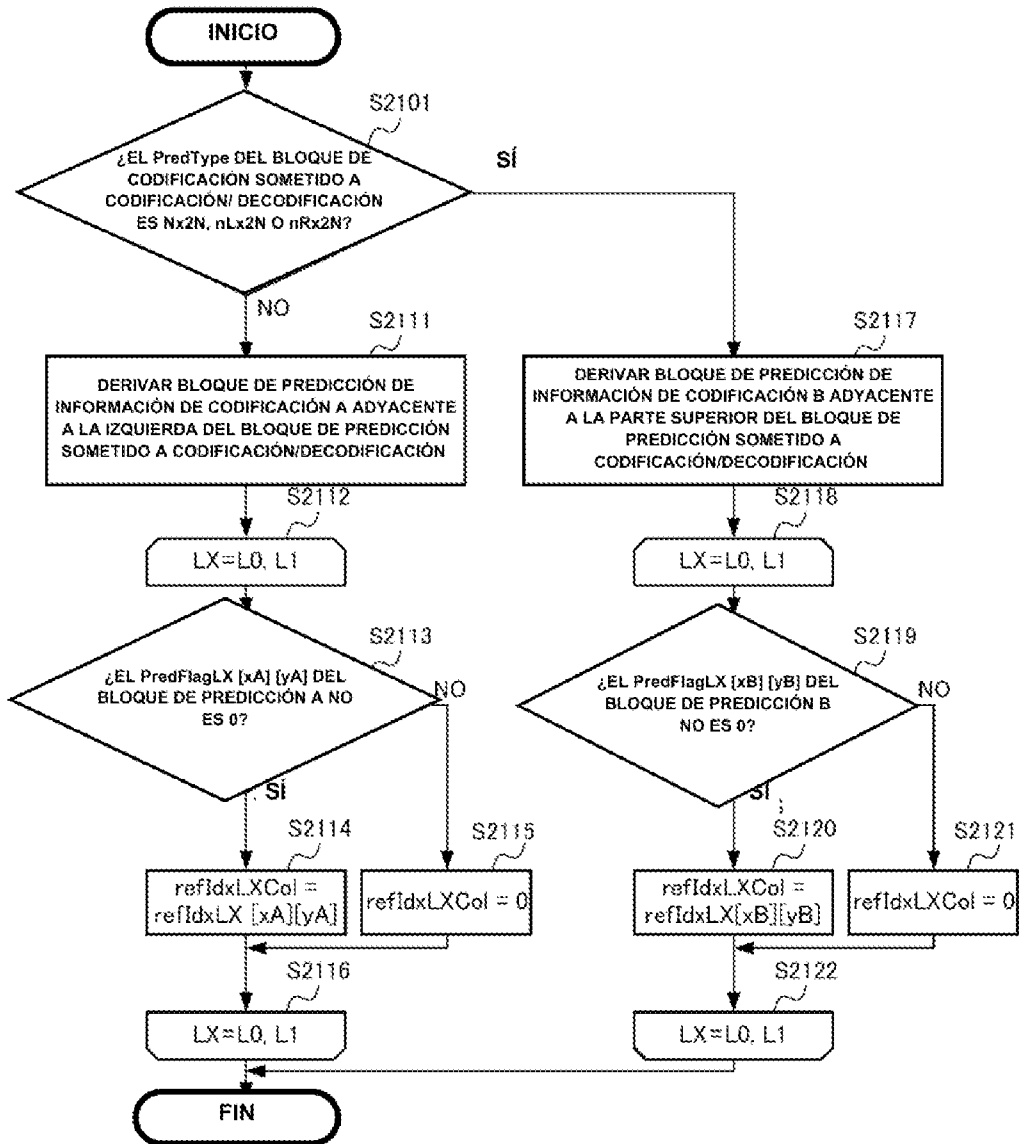 INICIO
S2101
¿EL PredType DEL BLOQUE DE
CODIFICACIÓN SOMETIDO A
CODIFICACIÓN/ DECODIFICACIÓN
ES Nx2N, nLx2N O nRx2N?
SÍ
NO
S2111
DERIVAR BLOQUE DE PREDICCIÓN DE
INFORMACIÓN DE CODIFICACIÓN A ADYACENTE
A LA IZQUIERDA DEL BLOQUE DE PREDICCIÓN
SOMETIDO A CODIFICACIÓN/DECODIFICACIÓN
S2117
DERIVAR BLOQUE DE PREDICCIÓN DE
INFORMACIÓN DE CODIFICACIÓN B ADYACENTE
A LA PARTE SUPERIOR DEL BLOQUE DE
PREDICCIÓN SOMETIDO A
CODIFICACIÓN/DECODIFICACIÓN
S2112
LX=L0, L1
S2118
LX=L0, L1
S2113
¿EL PredFlagLX [xA] [yA] DEL
BLOQUE DE PREDICCIÓN A NO
ES 0?
NO
SÍ
S2119
¿EL PredFlagLX [xB] [yB] DEL
BLOQUE DE PREDICCIÓN B
NO ES 0?
NO
SÍ
S2114
refIdxLXCol =
refIdxLX [xA][yA]
S2115
refIdxLXCol = 0
S2120
refIdxLXCol =
refIdxLX[xB][yB]
S2121
refIdxLXCol = 0
S2116
LX=L0, L1
S2122
LX=L0, L1
FIN